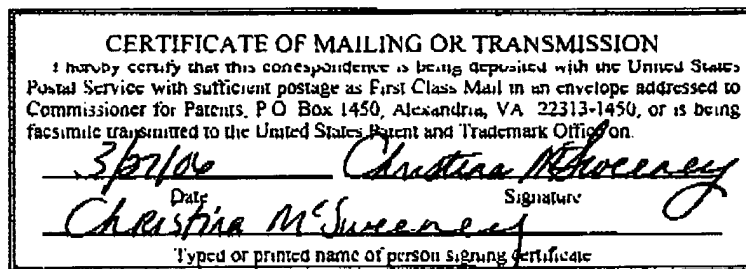 CERTIFICATE OF MAILING OR TRANSMISSION
I hereby certify that this correspondence is being deposited with the United States
Postal Service with sufficient postage as First Class Mail in an envelope addressed to
Commissioner for Patents, P O Box 1450, Alexandria, VA 22313-1450, or is being
facsimile transmitted to the United States Patent and Trademark Office on.
3/27/06 Christina McSweeney
Date Signature
Christina McSweeney
Typed or printed name of person signing certificate